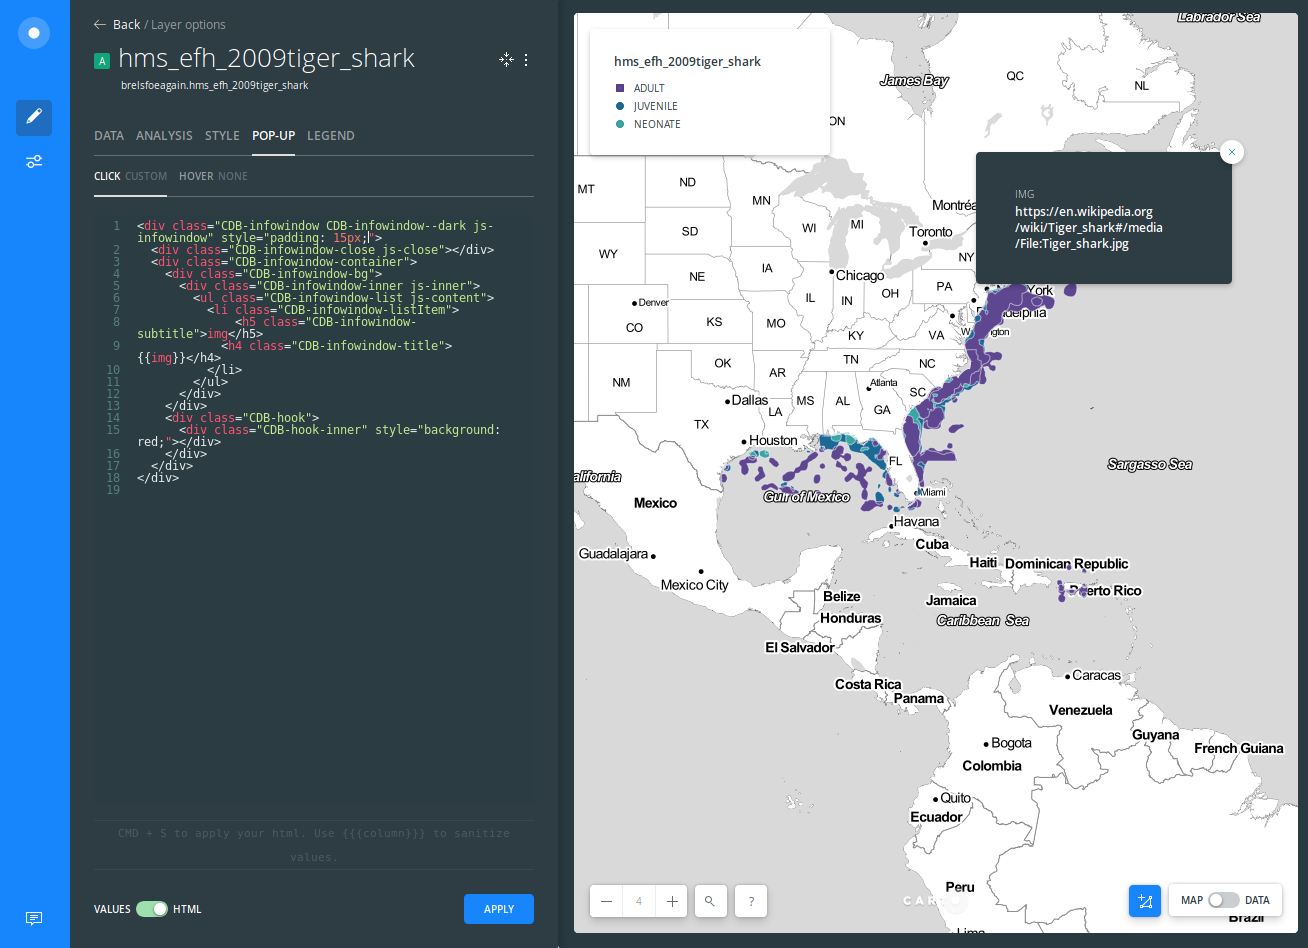 Back / Layer options
A hms_efh_2009tiger_shark
brelsfoeagain.hms_efh_2009tiger_shark
DATA ANALYSIS STYLE POP-UP LEGEND
CLICK CUSTOM HOVER NONE
1 <div class="CDB-infowindow CDB-infowindow--dark js-
infowindow" style="padding: 15px;">
2 <div class="CDB-infowindow-close js-close"></div>
3 <div class="CDB-infowindow-container">
4 <div class="CDB-infowindow-bg">
5 <div class="CDB-infowindow-inner js-inner">
6 <ul class="CDB-infowindow-list js-content">
7 <li class="CDB-infowindow-listItem">
8 <h5 class="CDB-infowindow-
subtitle">img</h5>
9 <h4 class="CDB-infowindow-title">
{{img}}</h4>
10 </li>
11 </ul>
12 </div>
13 </div>
14 <div class="CDB-hook">
15 <div class="CDB-hook-inner" style="background:
red;"></div>
16 </div>
17 </div>
18 </div>
19
CMD + S to apply your html. Use {{{column}}} to sanitize
values.
VALUES HTML
APPLY
hms_efh_2009tiger_shark
ADULT
JUVENILE
NEONATE
IMG
https://en.wikipedia.org
/wiki/Tiger_shark#/media
/File:Tiger_shark.jpg
Labrador Sea
James Bay
QC
NL
ON
MT
ND
MN
Montréa
WI
MI
Toronto
SD
WY
NY
IA
Chicago
NE
PA
York
IL
IN
OH
Denver
delphia
CO
KS
MO
KY
VA
W
ngton
OK
TN
NC
NM
AR
Atlanta
SC
Dallas
MS
AL
GA
LA
TX
Houston
FL
Sargasso Sea
alifornia
Gulf of Mexico
Miami
Mexico
Havana
Cuba
Guadalajara
Haiti
Dominican Republic
Mexico City
Puerto Rico
Belize
Jamaica
Honduras
Caribbean Sea
El Salvador
Caracas
Costa Rica
Panama
Venezuela
Guyana
French Guiana
Bogota
Colombia
Quito
Ecuador
Peru
4
?
CARTO
MAP DATA
Brazil
Lima